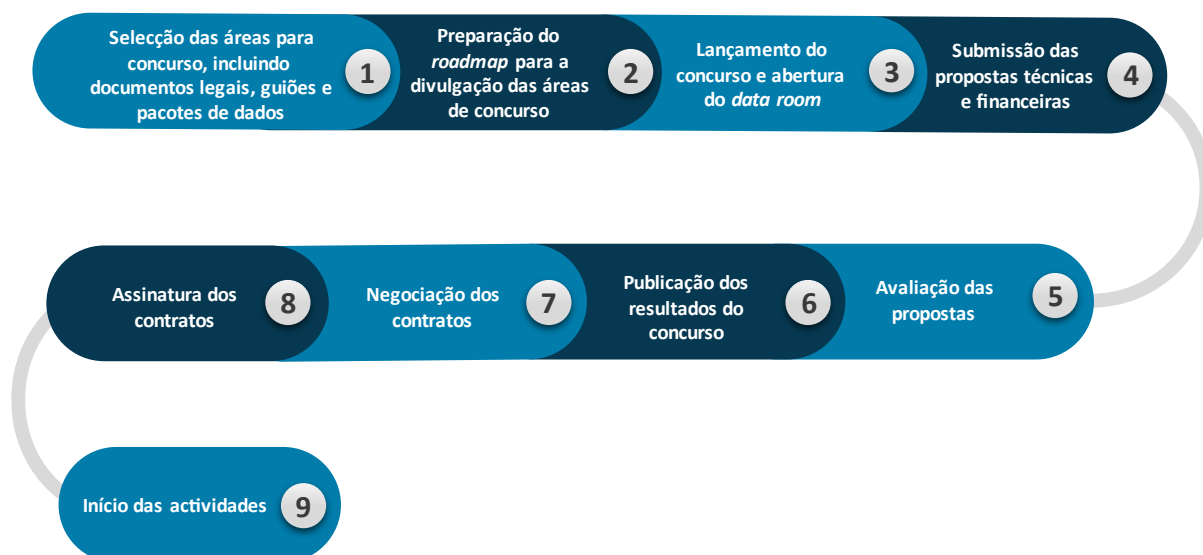 Selecção das áreas para
concurso, incluindo
documentos legais, guiões e
pacotes de dados
1
Preparação do
roadmap para a
divulgação das áreas
de concurso
2
Lançamento do
concurso e abertura
do data room
3
Submissão das
propostas técnicas
e financeiras
4
Avaliação das
propostas
5
Publicação dos
resultados do
concurso
6
Negociação dos
contratos
7
Assinatura dos
contratos
8
Início das actividades
9